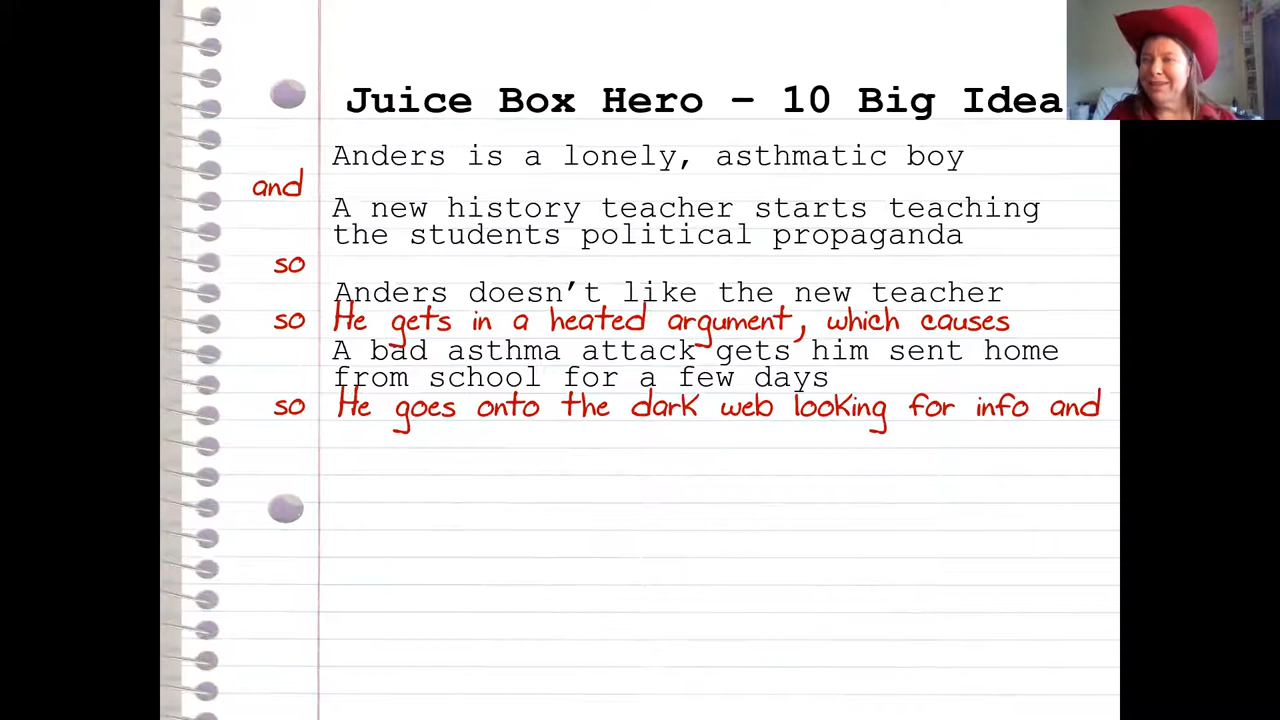 Juice Box Hero – 10 Big Idea
Anders is a lonely, asthmatic boy
and
A new history teacher starts teaching
the students political propaganda
so
Anders doesn't like the new teacher
so He gets in a heated argument, which causes
A bad asthma attack gets him sent home
from school for a few days
so He goes onto the dark web looking for info and